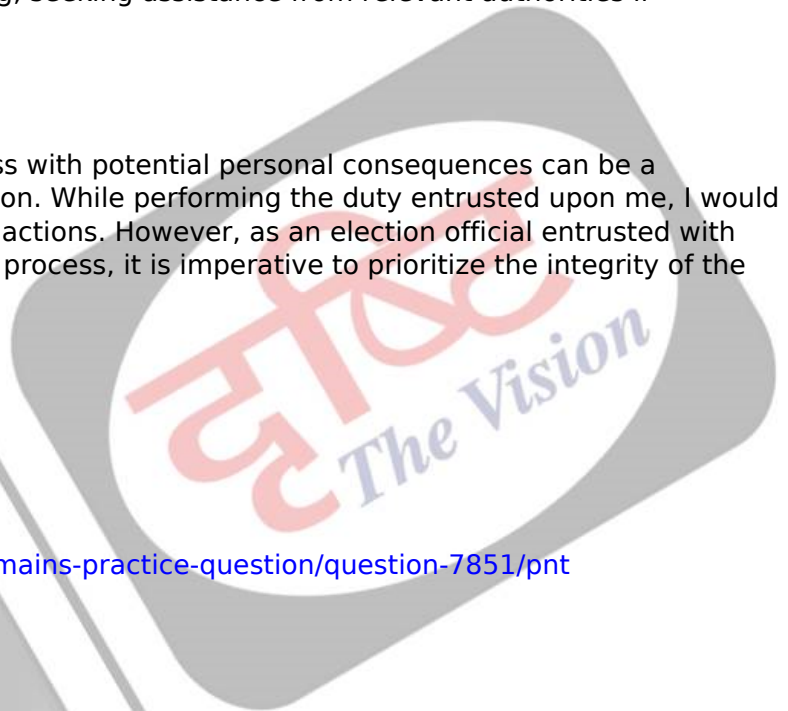 ss with potential personal consequences can be a
on. While performing the duty entrusted upon me, I would
actions. However, as an election official entrusted with
process, it is imperative to prioritize the integrity of the
दृष्टि
The Vision
mains-practice-question/question-7851/pnt